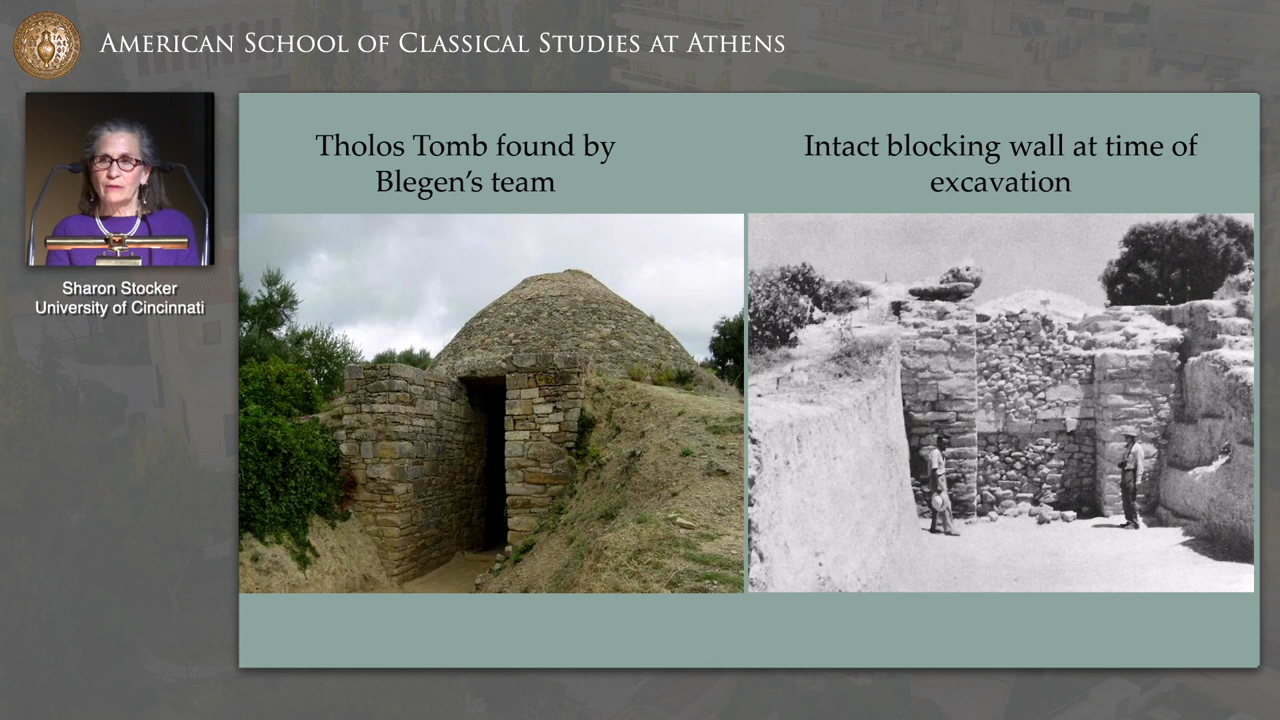 AMERICAN SCHOOL OF CLASSICAL STUDIES AT ATHENS
Sharon Stocker
University of Cincinnati
Tholos Tomb found by
Blegen's team
Intact blocking wall at time of
excavation